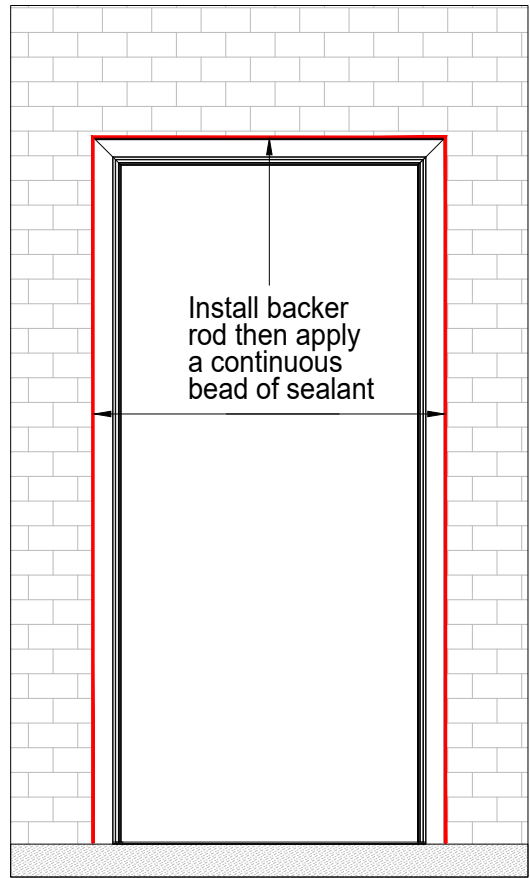 Install backer
rod then apply
a continuous
bead of sealant